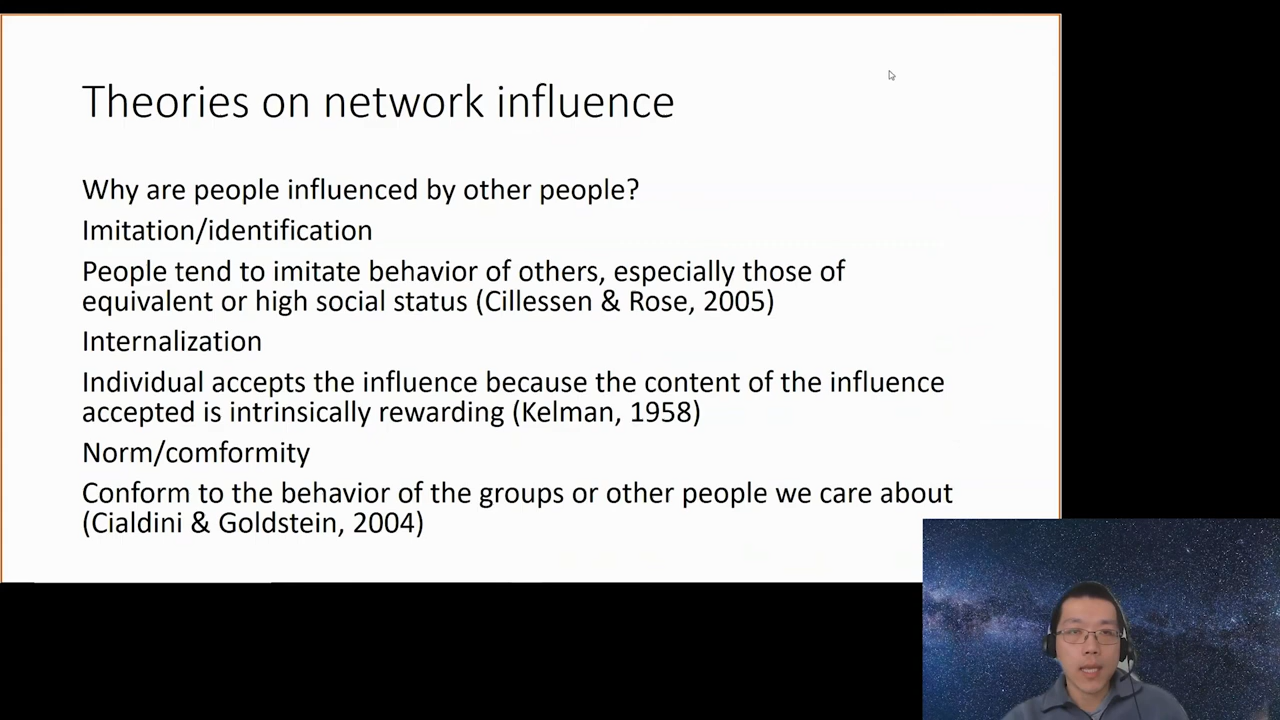 Theories on network influence
Why are people influenced by other people?
Imitation/identification
People tend to imitate behavior of others, especially those of
equivalent or high social status (Cillessen & Rose, 2005)
Internalization
Individual accepts the influence because the content of the influence
accepted is intrinsically rewarding (Kelman, 1958)
Norm/comformity
Conform to the behavior of the groups or other people we care about
(Cialdini & Goldstein, 2004)